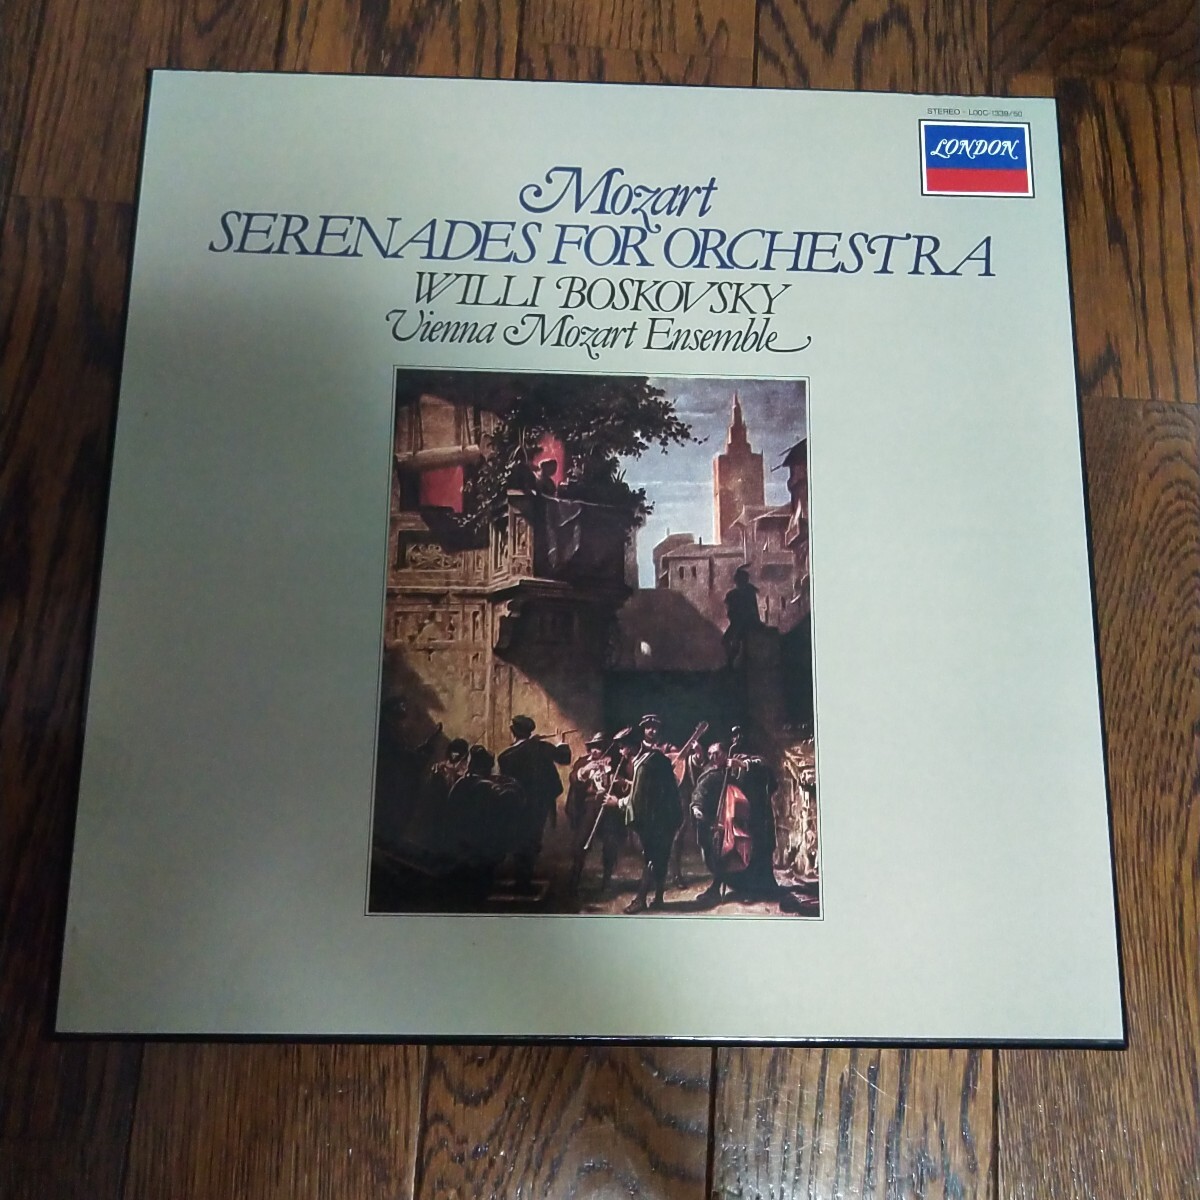 STEREO · L00C-1339/50
LONDON
Mozart
SERENADES FOR ORCHESTRA
WILLI BOSKOVSKY
Vienna Mozart Ensemble